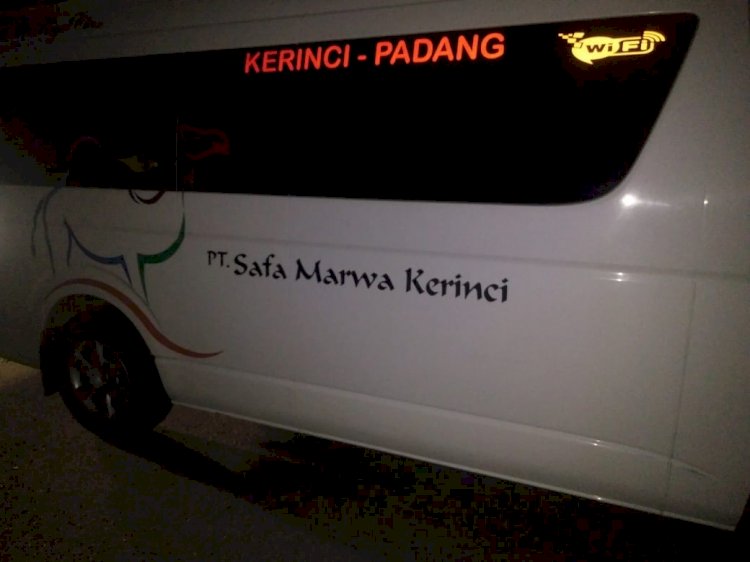 KERINCI - PADANG
WiFi
PT. Safa Marwa Kerinci